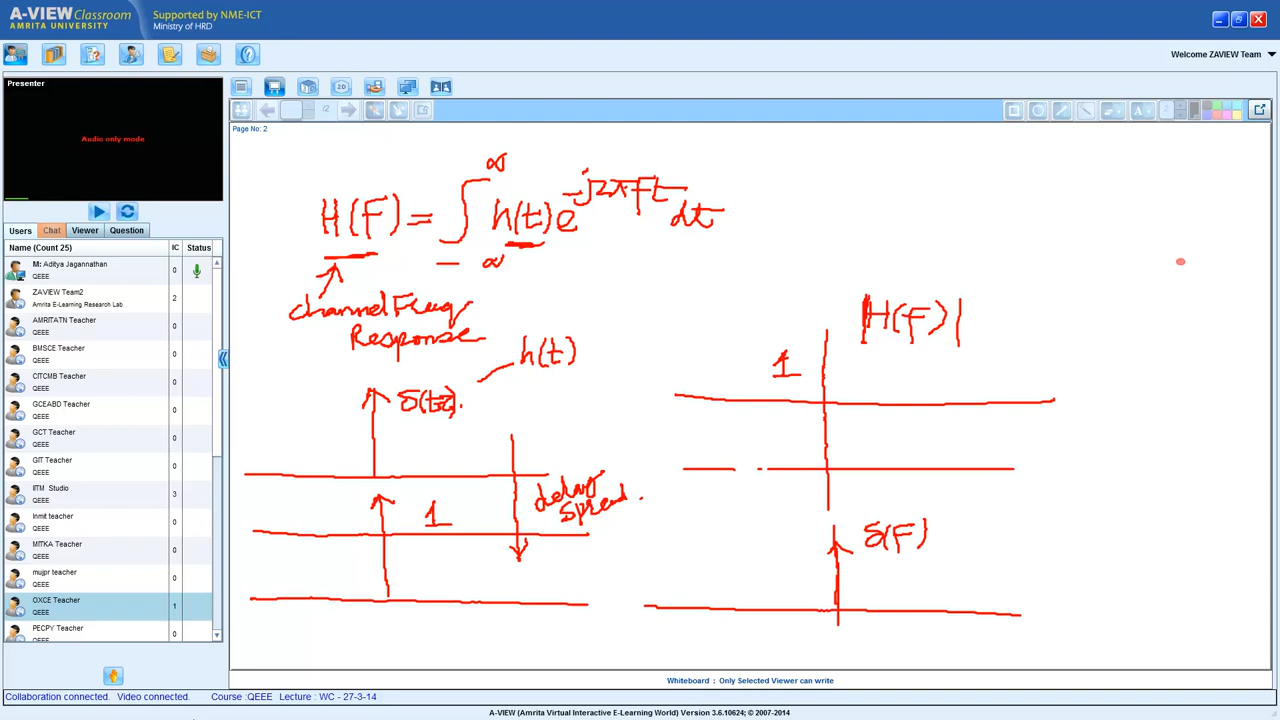 A-VIEW Classroom
AMRITA UNIVERSITY
Supported by NME-ICT
Ministry of HRD
Welcome ZAVIEW Team
Presenter
Audio only mode
Page No: 2
Users Chat Viewer Question
Name (Count 25) IC Status
M: Aditya Jagannathan 0
QEEE
ZAVIEW Team2 2
Amrita E-Learning Research Lab
AMRITATN Teacher 0
QEEE
BMSCE Teacher 0
QEEE
CITCMB Teacher 0
QEEE
GCEABD Teacher 0
QEEE
GCT Teacher 0
QEEE
GIT Teacher 0
QEEE
IITM Studio 3
QEEE
Inmit teacher 0
QEEE
MITKA Teacher 0
QEEE
mujpr teacher 0
QEEE
OXCE Teacher 1
QEEE
PECPY Teacher 0
QEEE
H(F) = ∫ h(t) e^{-j2πFt} dt
∞
- ∞
channel Freq
Response
h(t)
|H(F)|
1
delay
spread.
1
δ(F)
Whiteboard : Only Selected Viewer can write
Collaboration connected. Video connected. Course :QEEE Lecture : WC - 27-3-14
A-VIEW (Amrita Virtual Interactive E-Learning World) Version 3.6.10624; © 2007-2014